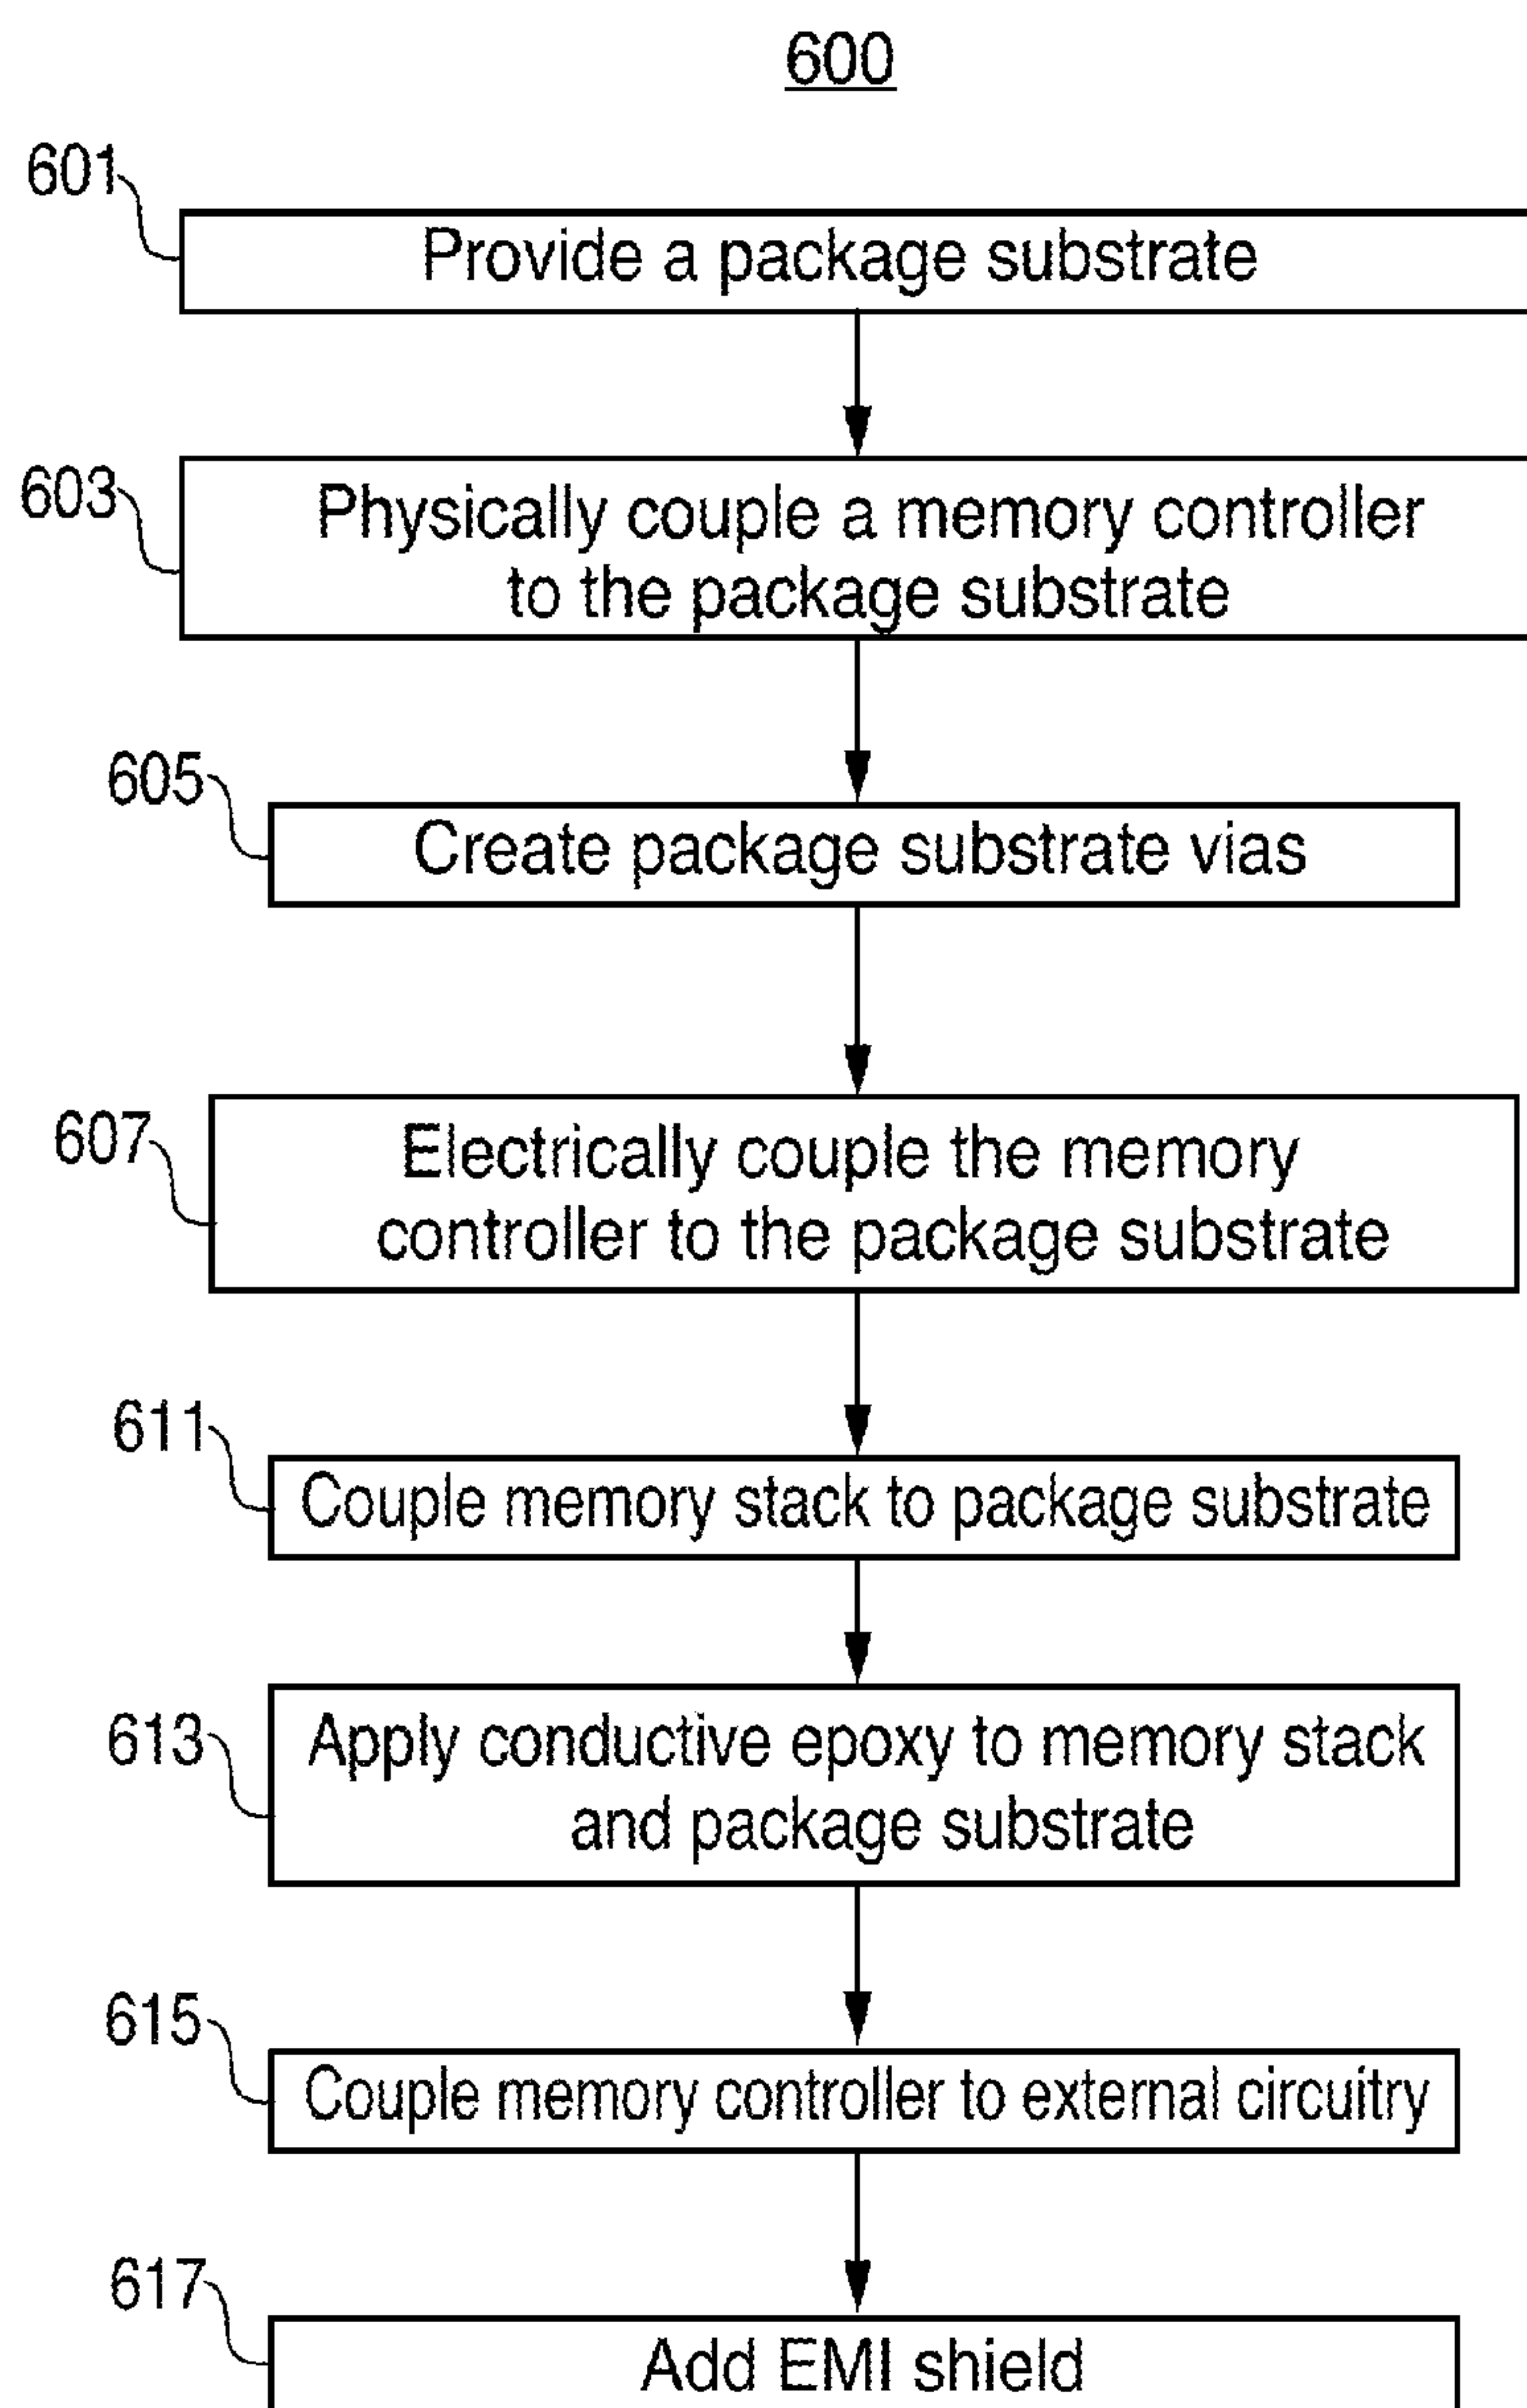 600
601
Provide a package substrate
603
Physically couple a memory controller
to the package substrate
605
Create package substrate vias
607
Electrically couple the memory
controller to the package substrate
611
Couple memory stack to package substrate
613
Apply conductive epoxy to memory stack
and package substrate
615
Couple memory controller to external circuitry
617
Add EMI shield